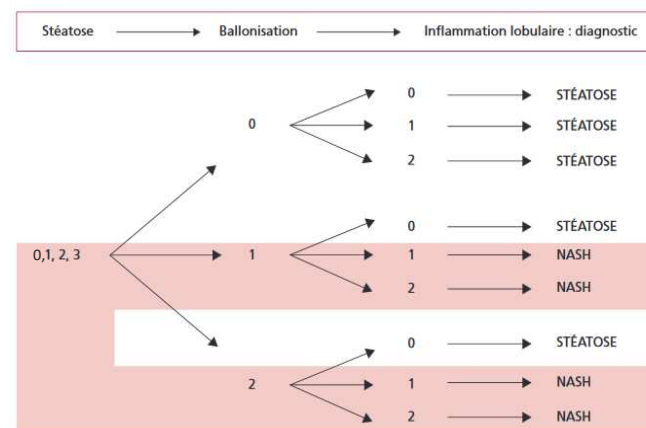 Stéatose Ballonisation Inflammation lobulaire : diagnostic
0 STÉATOSE
0 1 STÉATOSE
2 STÉATOSE
0 STÉATOSE
0,1, 2, 3 1 1 NASH
2 NASH
0 STÉATOSE
2 1 NASH
2 NASH